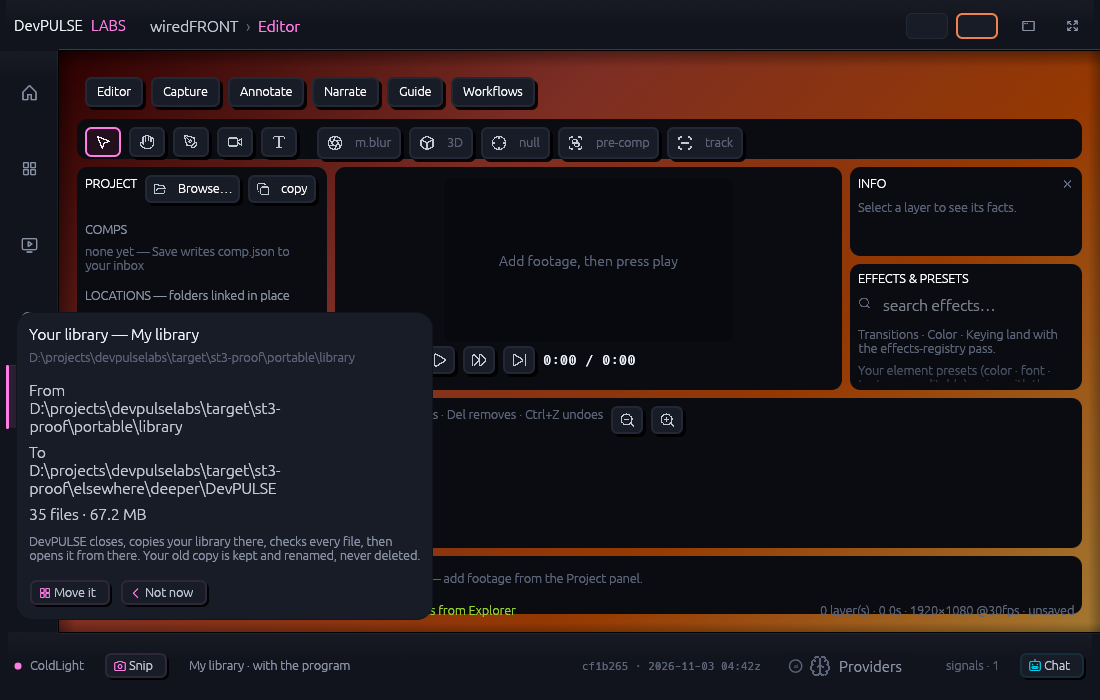 DevPULSE LABS wiredFRONT › Editor
Editor Capture Annotate Narrate Guide Workflows
T m.blur 3D null pre-comp track
PROJECT Browse... copy
COMPS
none yet — Save writes comp.json to
your inbox
LOCATIONS — folders linked in place
Add footage, then press play
0:00 / 0:00
INFO
Select a layer to see its facts.
EFFECTS & PRESETS
search effects...
Transitions · Color · Keying land with
the effects-registry pass.
Your element presets (color · font ·
Your library — My library
D:\projects\devpulselabs\target\st3-proof\portable\library
From
D:\projects\devpulselabs\target\st3-
proof\portable\library
To
D:\projects\devpulselabs\target\st3-
proof\elsewhere\deeper\DevPULSE
35 files · 67.2 MB
DevPULSE closes, copies your library there, checks every file, then
opens it from there. Your old copy is kept and renamed, never deleted.
Move it Not now
s · Del removes · Ctrl+Z undoes
— add footage from the Project panel.
s from Explorer
0 layer(s) · 0.0s · 1920×1080 @30fps · unsaved
ColdLight Snip My library · with the program cf1b265 · 2026-11-03 04:42z Providers signals · 1 Chat